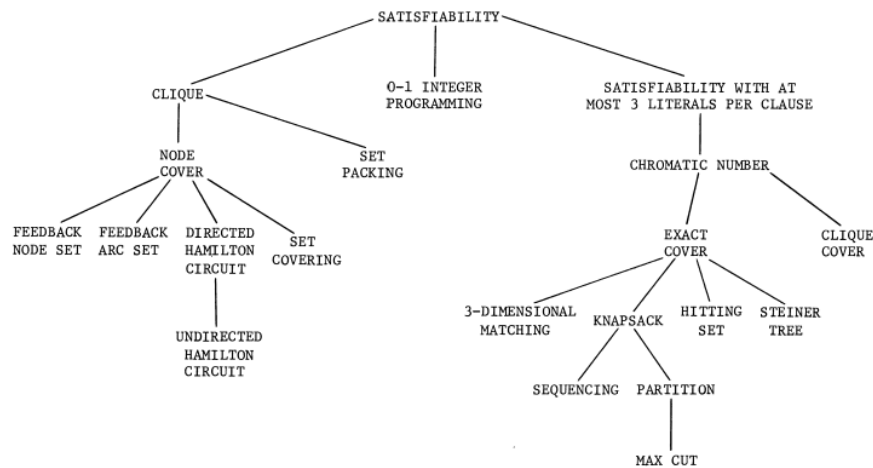 SATISFIABILITY
CLIQUE
0-1 INTEGER
PROGRAMMING
SATISFIABILITY WITH AT
MOST 3 LITERALS PER CLAUSE
NODE
COVER
SET
PACKING
CHROMATIC NUMBER
FEEDBACK
NODE SET
FEEDBACK
ARC SET
DIRECTED
HAMILTON
CIRCUIT
SET
COVERING
EXACT
COVER
CLIQUE
COVER
3-DIMENSIONAL
MATCHING
KNAPSACK
HITTING
SET
STEINER
TREE
UNDIRECTED
HAMILTON
CIRCUIT
SEQUENCING
PARTITION
MAX CUT